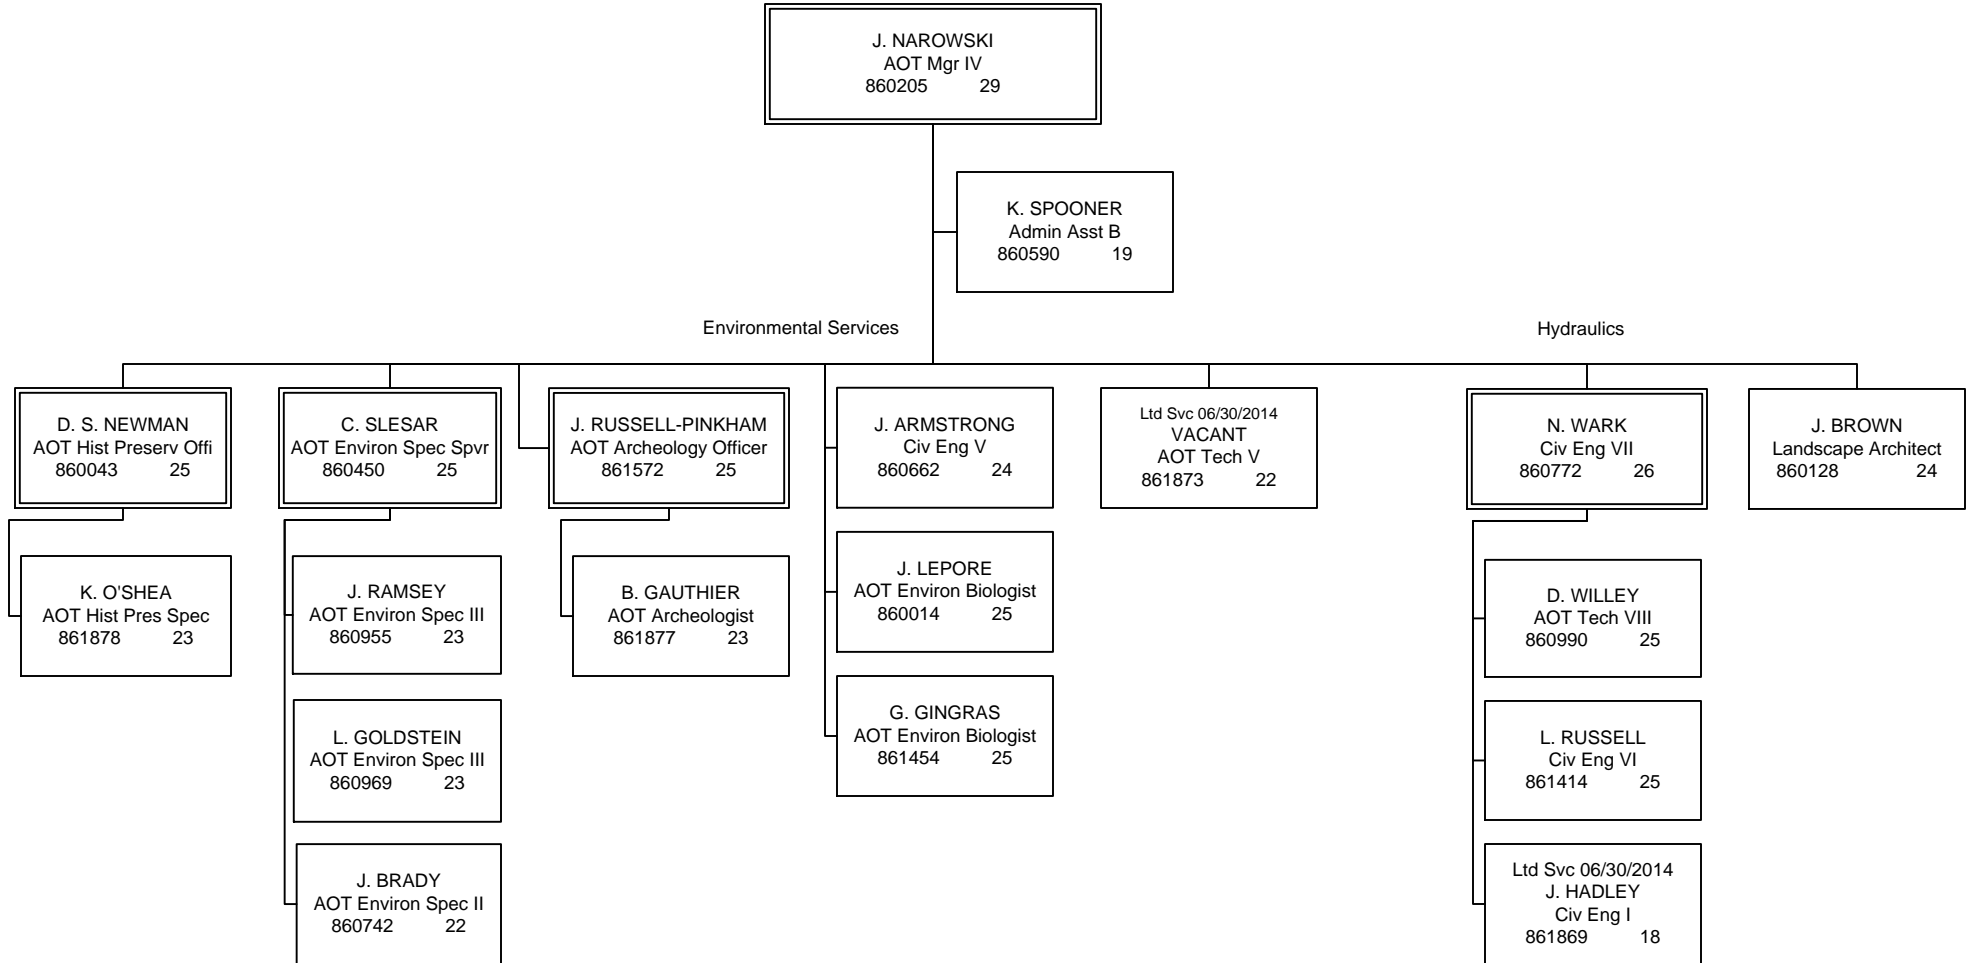 J. NAROWSKI
AOT Mgr IV
860205 29
K. SPOONER
Admin Asst B
860590 19
Environmental Services
Hydraulics
D. S. NEWMAN
AOT Hist Preserv Offi
860043 25
C. SLESAR
AOT Environ Spec Spvr
860450 25
J. RUSSELL-PINKHAM
AOT Archeology Officer
861572 25
J. ARMSTRONG
Civ Eng V
860662 24
Ltd Svc 06/30/2014
VACANT
AOT Tech V
861873 22
N. WARK
Civ Eng VII
860772 26
J. BROWN
Landscape Architect
860128 24
K. O'SHEA
AOT Hist Pres Spec
861878 23
J. RAMSEY
AOT Environ Spec III
860955 23
B. GAUTHIER
AOT Archeologist
861877 23
J. LEPORE
AOT Environ Biologist
860014 25
D. WILLEY
AOT Tech VIII
860990 25
L. GOLDSTEIN
AOT Environ Spec III
860969 23
G. GINGRAS
AOT Environ Biologist
861454 25
L. RUSSELL
Civ Eng VI
861414 25
J. BRADY
AOT Environ Spec II
860742 22
Ltd Svc 06/30/2014
J. HADLEY
Civ Eng I
861869 18